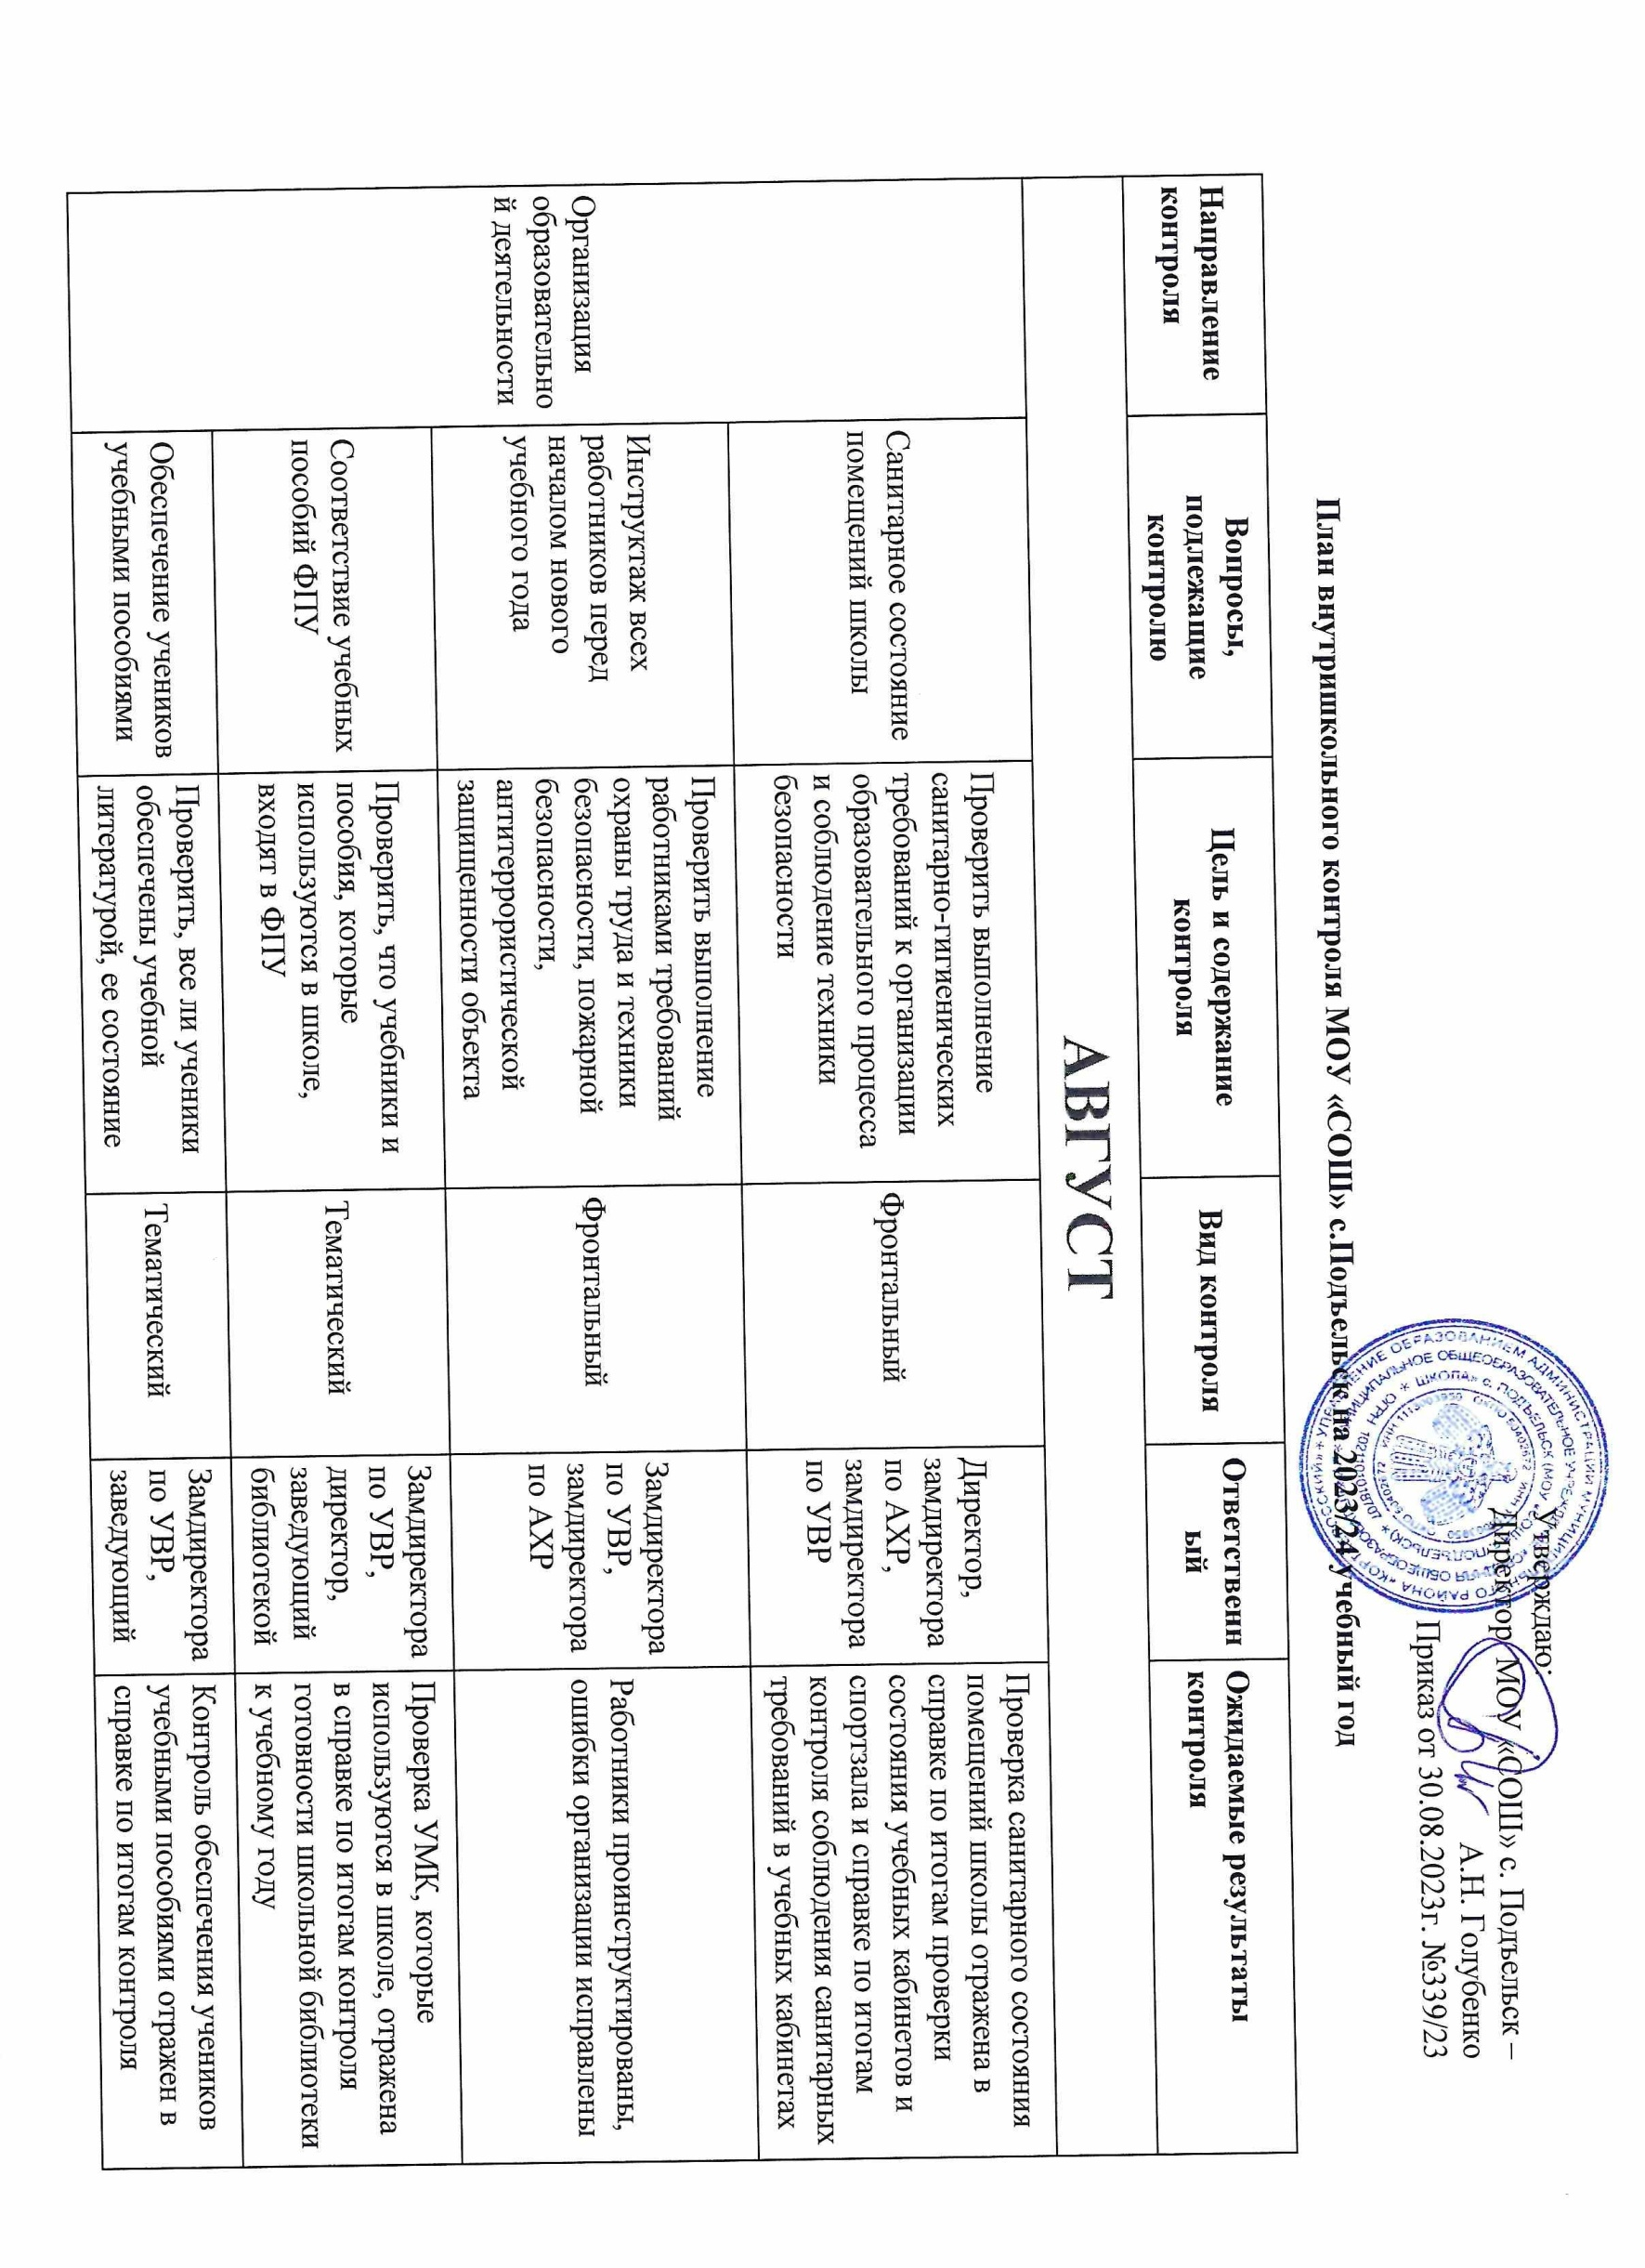 Утверждаю:
Директор МОУ «СОШ» с. Подъельск –
А.Н. Голубенко
Приказ от 30.08.2023г. №339/23
План внутришкольного контроля МОУ «СОШ» с.Подъельск на 2023/24 учебный год
Направление
контроля
Вопросы,
подлежащие
контролю
Цель и содержание
контроля
Вид контроля
Ответственн
ый
Ожидаемые результаты
контроля
АВГУСТ
Организация
образовательно
й деятельности
Санитарное состояние
помещений школы
Проверить выполнение
санитарно-гигиенических
требований к организации
образовательного процесса
и соблюдение техники
безопасности
Фронтальный
Директор,
замдиректора
по АХР,
замдиректора
по УВР
Проверка санитарного состояния
помещений школы отражена в
справке по итогам проверки
состояния учебных кабинетов и
спортзала и справке по итогам
контроля соблюдения санитарных
требований в учебных кабинетах
Инструктаж всех
работников перед
началом нового
учебного года
Проверить выполнение
работниками требований
охраны труда и техники
безопасности, пожарной
безопасности,
антитеррористической
защищенности объекта
Фронтальный
Замдиректора
по УВР,
замдиректора
по АХР
Работники проинструктированы,
ошибки организации исправлены
Соответствие учебных
пособий ФПУ
Проверить, что учебники и
пособия, которые
используются в школе,
входят в ФПУ
Тематический
Замдиректора
по УВР,
директор,
заведующий
библиотекой
Проверка УМК, которые
используются в школе, отражена
в справке по итогам контроля
готовности школьной библиотеки
к учебному году
Обеспечение учеников
учебными пособиями
Проверить, все ли ученики
обеспечены учебной
литературой, ее состояние
Тематический
Замдиректора
по УВР,
заведующий
Контроль обеспечения учеников
учебными пособиями отражен в
справке по итогам контроля